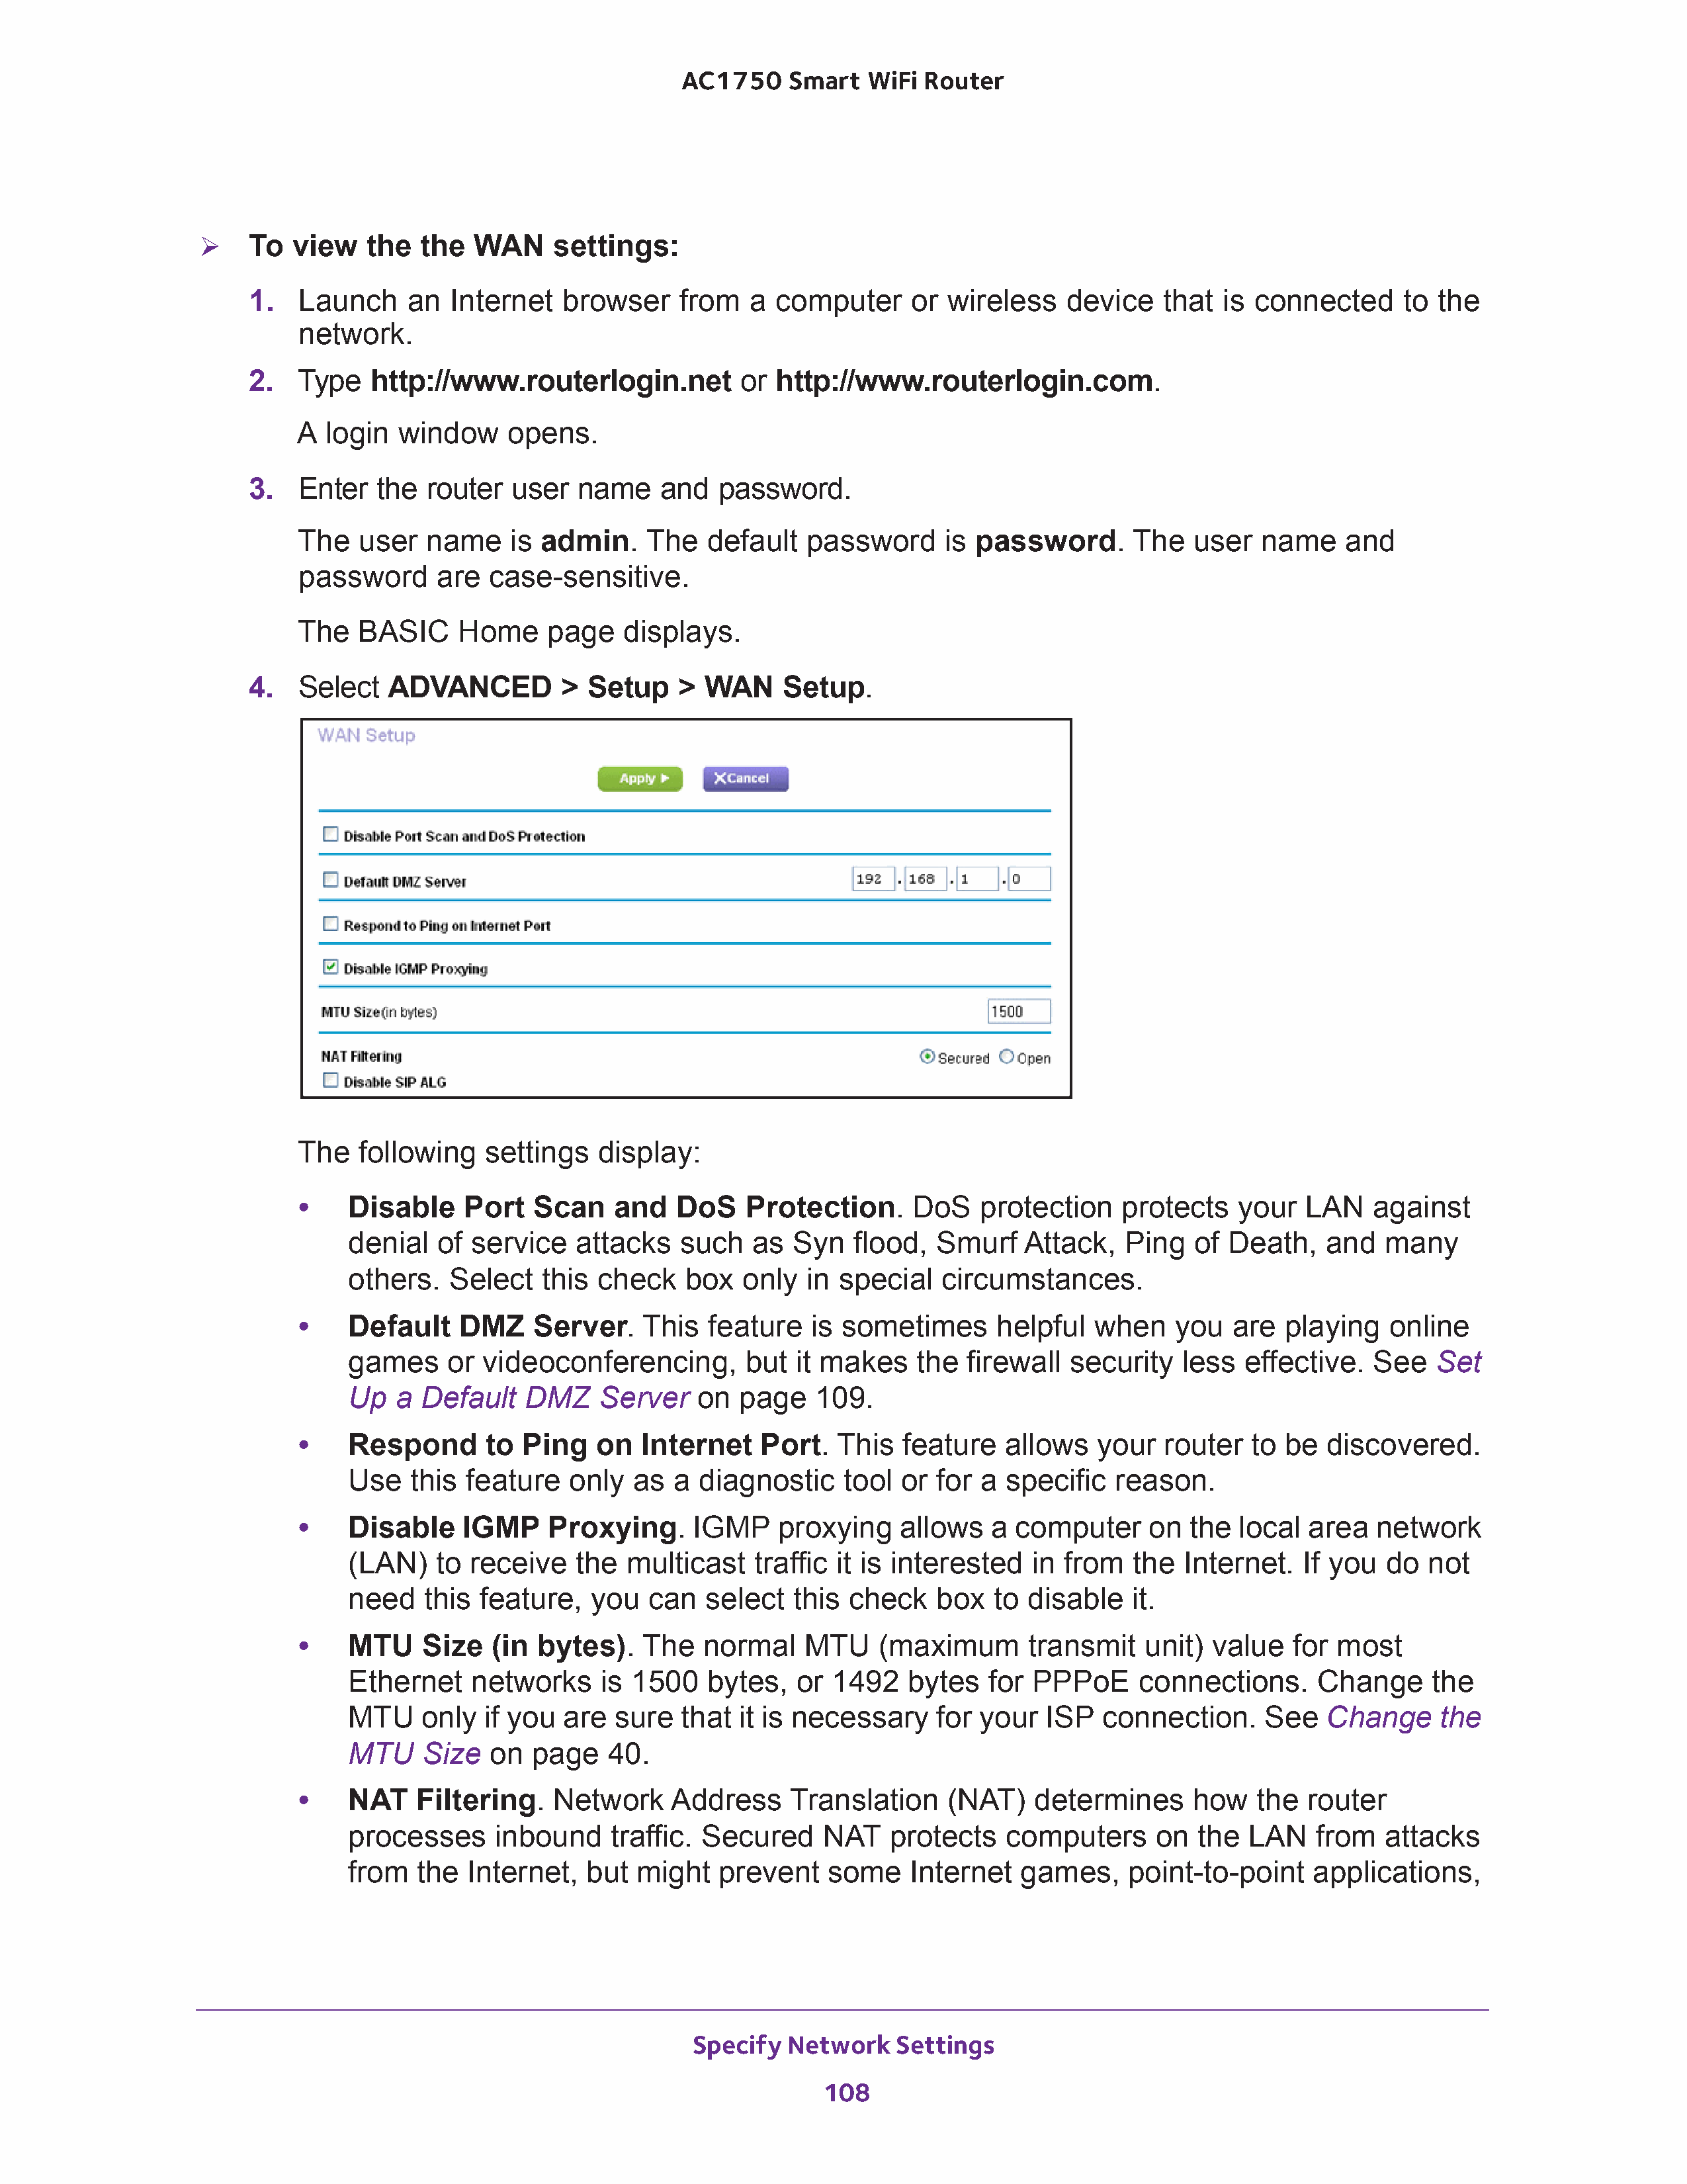 AC1750 Smart WiFi Router
To view the the WAN settings:
1. Launch an Internet browser from a computer or wireless device that is connected to the
network.
2. Type http://www.routerlogin.net or http://www.routerlogin.com.
A login window opens.
3. Enter the router user name and password.
The user name is admin. The default password is password. The user name and
password are case-sensitive.
The BASIC Home page displays.
4. Select ADVANCED > Setup > WAN Setup.
WAN Setup
Apply XCancel
Disable Port Scan and DoS Protection
Default DMZ Server 192 . 168 . 1 . 0
Respond to Ping on Internet Port
Disable IGMP Proxying
MTU Size(in bytes) 1500
NAT Filtering Secured Open
Disable SIP ALG
The following settings display:
• Disable Port Scan and DoS Protection. DoS protection protects your LAN against
denial of service attacks such as Syn flood, Smurf Attack, Ping of Death, and many
others. Select this check box only in special circumstances.
• Default DMZ Server. This feature is sometimes helpful when you are playing online
games or videoconferencing, but it makes the firewall security less effective. See Set
Up a Default DMZ Server on page 109.
• Respond to Ping on Internet Port. This feature allows your router to be discovered.
Use this feature only as a diagnostic tool or for a specific reason.
• Disable IGMP Proxying. IGMP proxying allows a computer on the local area network
(LAN) to receive the multicast traffic it is interested in from the Internet. If you do not
need this feature, you can select this check box to disable it.
• MTU Size (in bytes). The normal MTU (maximum transmit unit) value for most
Ethernet networks is 1500 bytes, or 1492 bytes for PPPoE connections. Change the
MTU only if you are sure that it is necessary for your ISP connection. See Change the
MTU Size on page 40.
• NAT Filtering. Network Address Translation (NAT) determines how the router
processes inbound traffic. Secured NAT protects computers on the LAN from attacks
from the Internet, but might prevent some Internet games, point-to-point applications,
Specify Network Settings
108